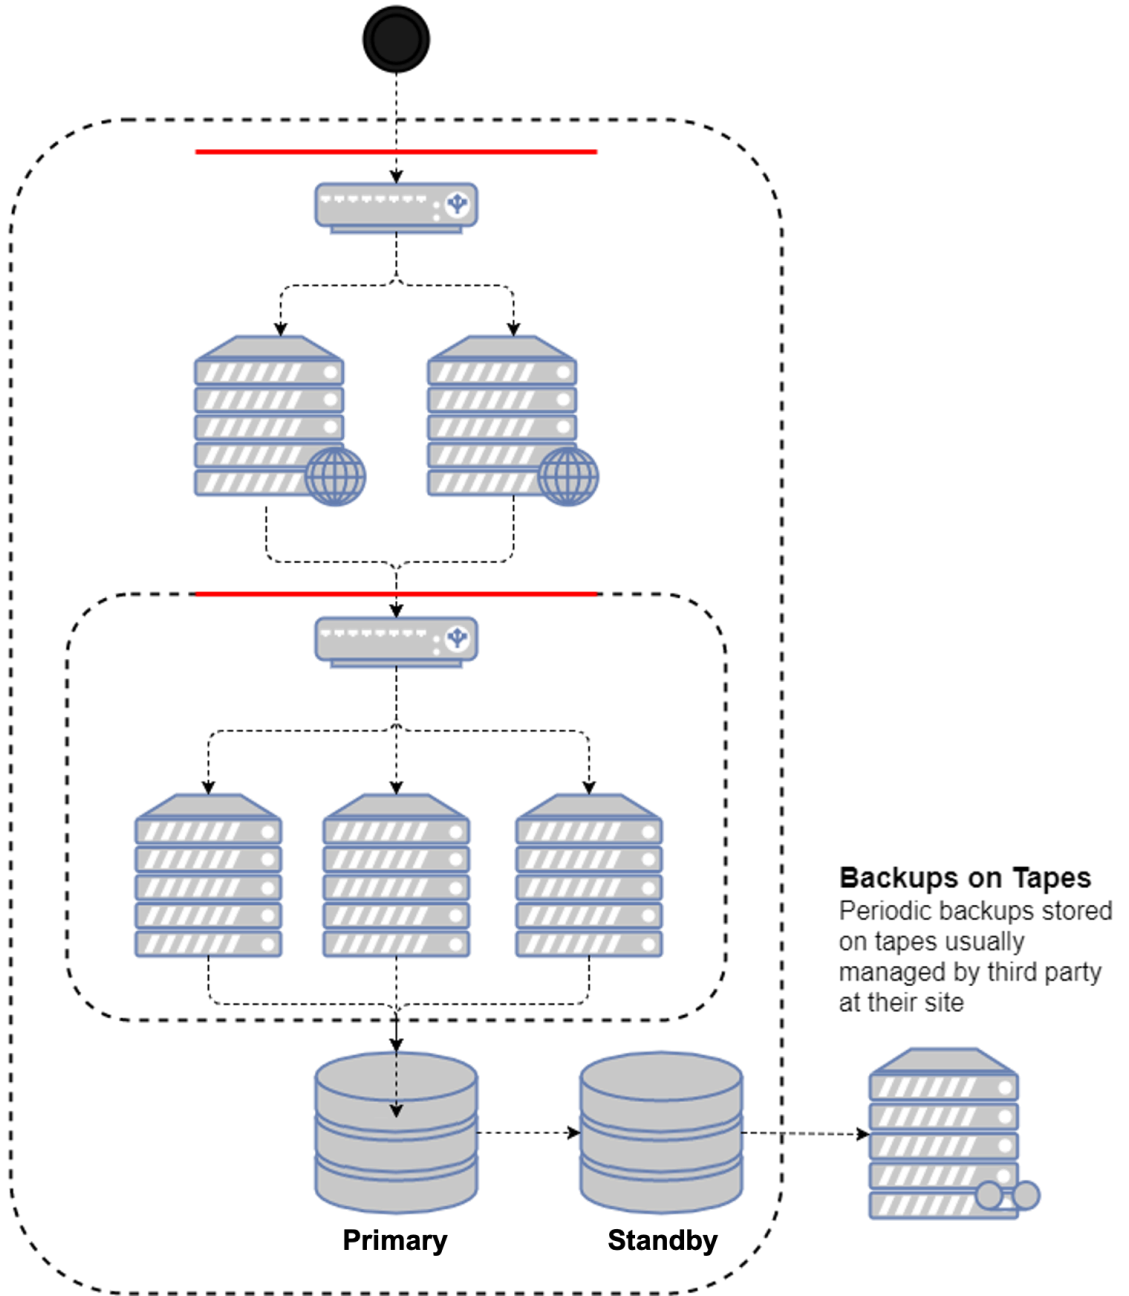 Backups on Tapes
Periodic backups stored
on tapes usually
managed by third party
at their site
Primary
Standby